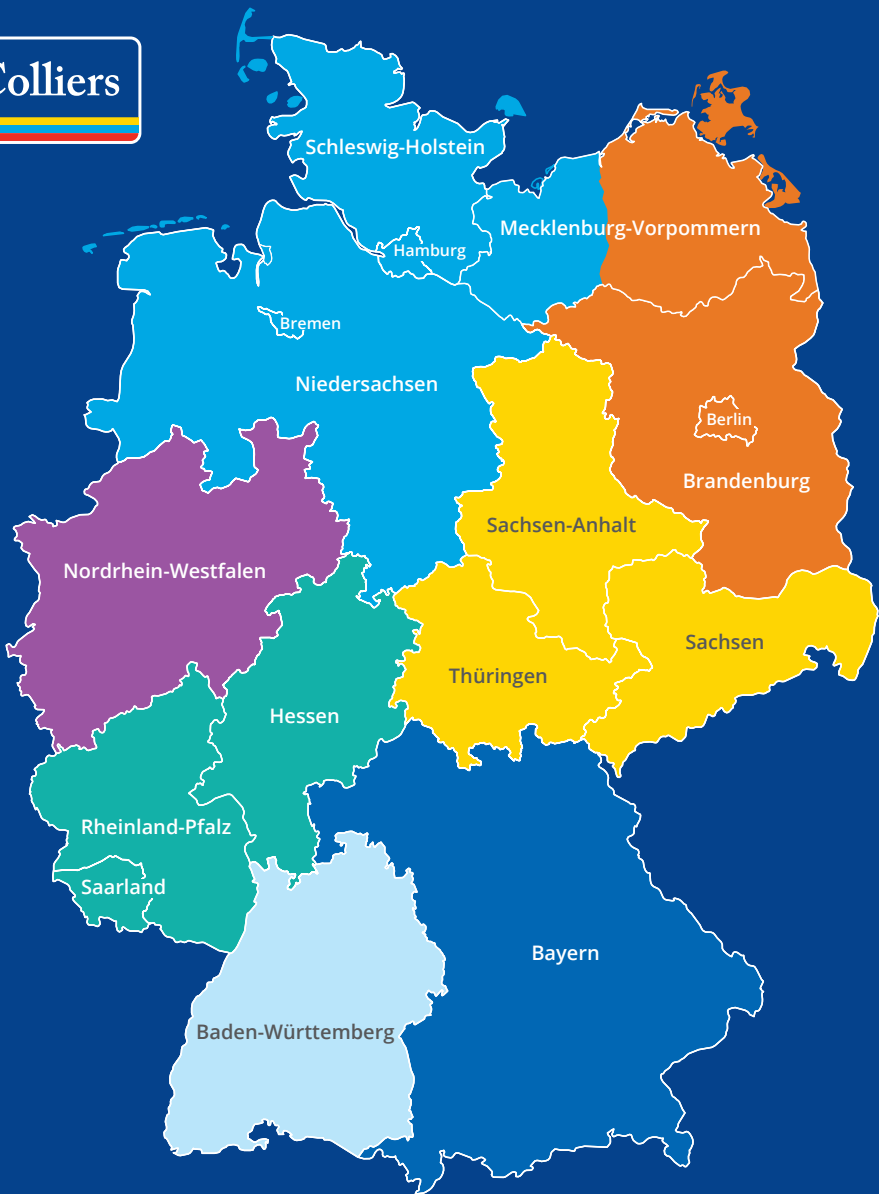 Colliers
Schleswig-Holstein
Mecklenburg-Vorpommern
Hamburg
Bremen
Niedersachsen
Berlin
Brandenburg
Sachsen-Anhalt
Nordrhein-Westfalen
Sachsen
Thüringen
Hessen
Rheinland-Pfalz
Saarland
Bayern
Baden-Württemberg